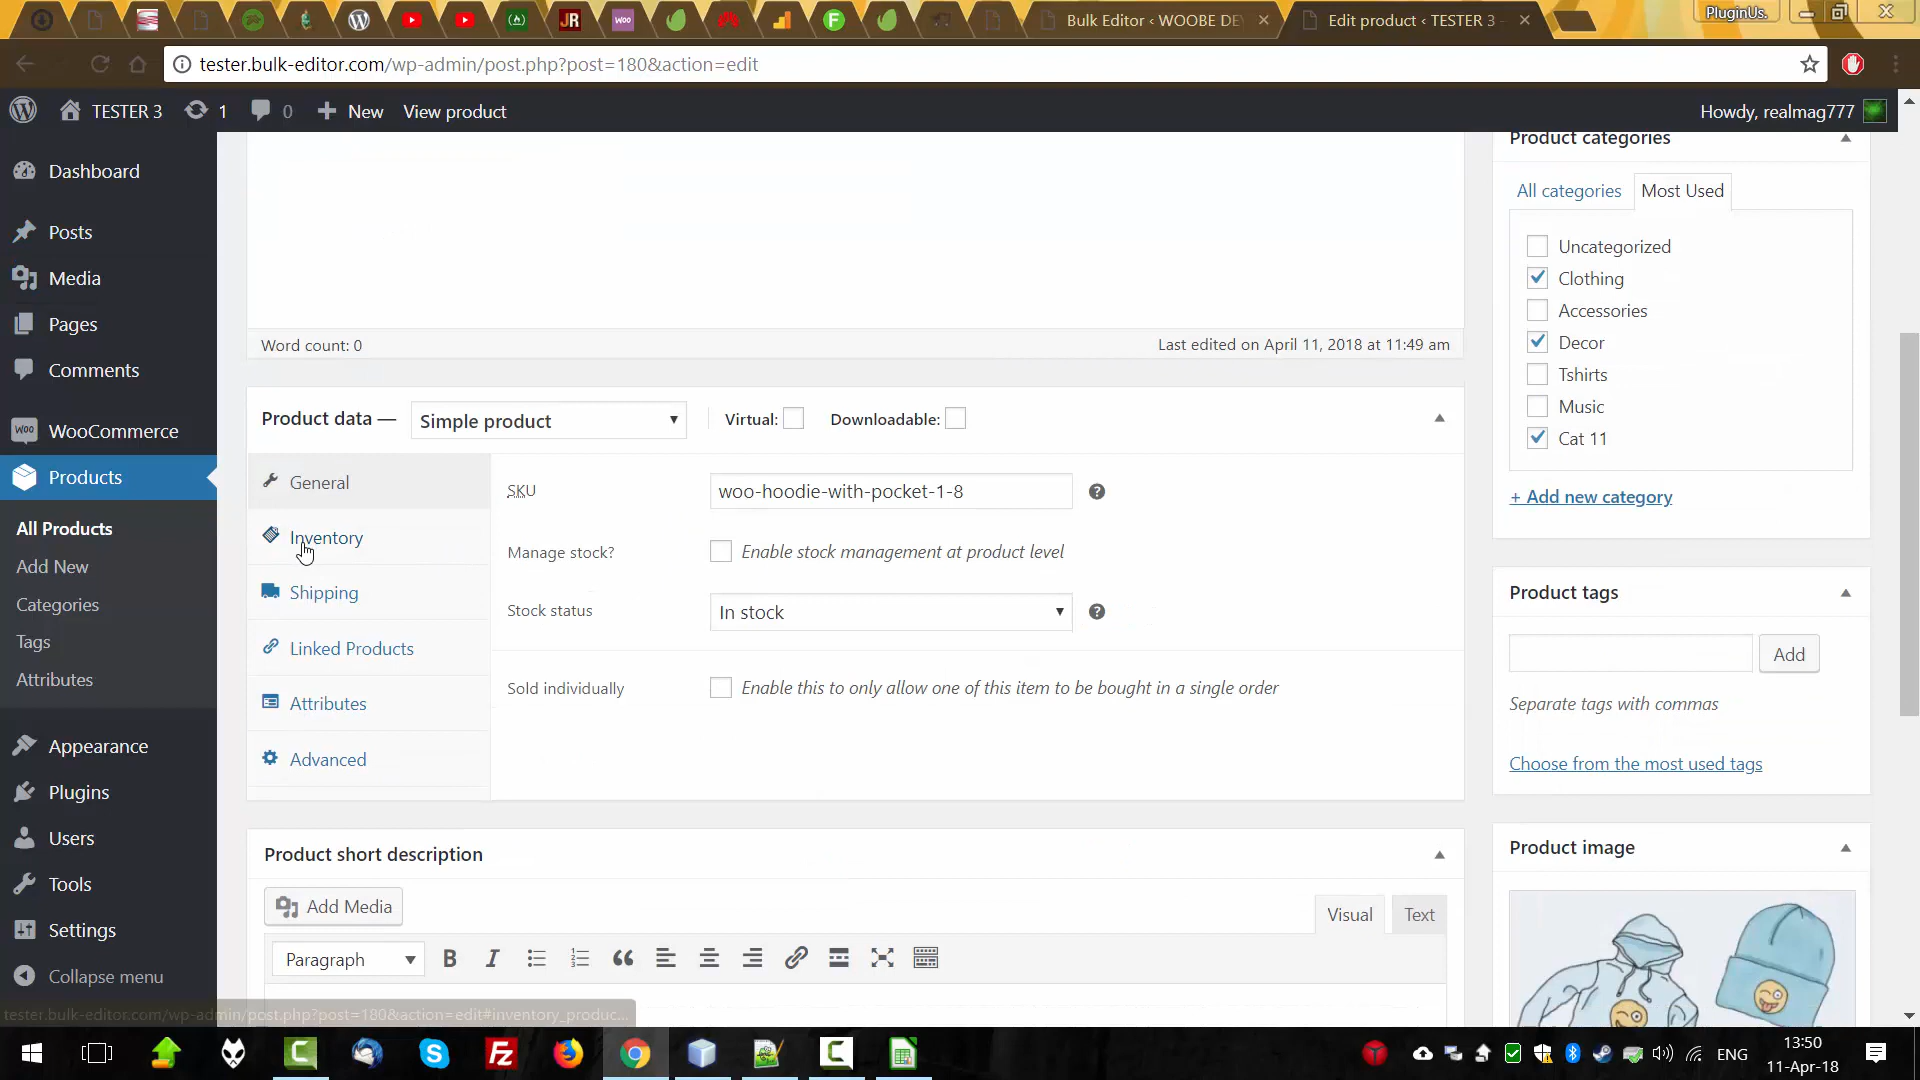 PluginUs.
Bulk Editor ‹ WOOBE DE
Edit product ‹ TESTER 3 -
tester.bulk-editor.com/wp-admin/post.php?post=180&action=edit
TESTER 3
1
0
New
View product
Howdy, realmag777
Dashboard
Posts
Media
Pages
Comments
WooCommerce
Products
All Products
Add New
Categories
Tags
Attributes
Appearance
Plugins
Users
Tools
Settings
Collapse menu
Word count: 0
Last edited on April 11, 2018 at 11:49 am
Product data —
Simple product
Virtual:
Downloadable:
General
Inventory
Shipping
Linked Products
Attributes
Advanced
SKU
woo-hoodie-with-pocket-1-8
Manage stock?
Enable stock management at product level
Stock status
In stock
Sold individually
Enable this to only allow one of this item to be bought in a single order
Product short description
Add Media
Visual
Text
Paragraph
Product categories
All categories
Most Used
Uncategorized
Clothing
Accessories
Decor
Tshirts
Music
Cat 11
+ Add new category
Product tags
Add
Separate tags with commas
Choose from the most used tags
Product image
tester.bulk-editor.com/wp-admin/post.php?post=180&action=edit#inventory_produc...
ENG
13:50
11-Apr-18